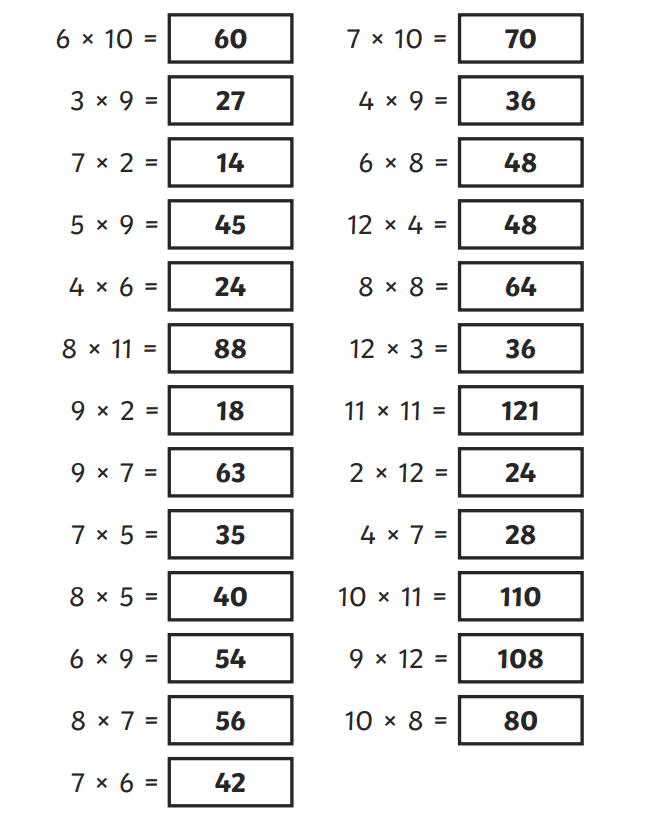 6 × 10 = 60
3 × 9 = 27
7 × 2 = 14
5 × 9 = 45
4 × 6 = 24
8 × 11 = 88
9 × 2 = 18
9 × 7 = 63
7 × 5 = 35
8 × 5 = 40
6 × 9 = 54
8 × 7 = 56
7 × 6 = 42
7 × 10 = 70
4 × 9 = 36
6 × 8 = 48
12 × 4 = 48
8 × 8 = 64
12 × 3 = 36
11 × 11 = 121
2 × 12 = 24
4 × 7 = 28
10 × 11 = 110
9 × 12 = 108
10 × 8 = 80